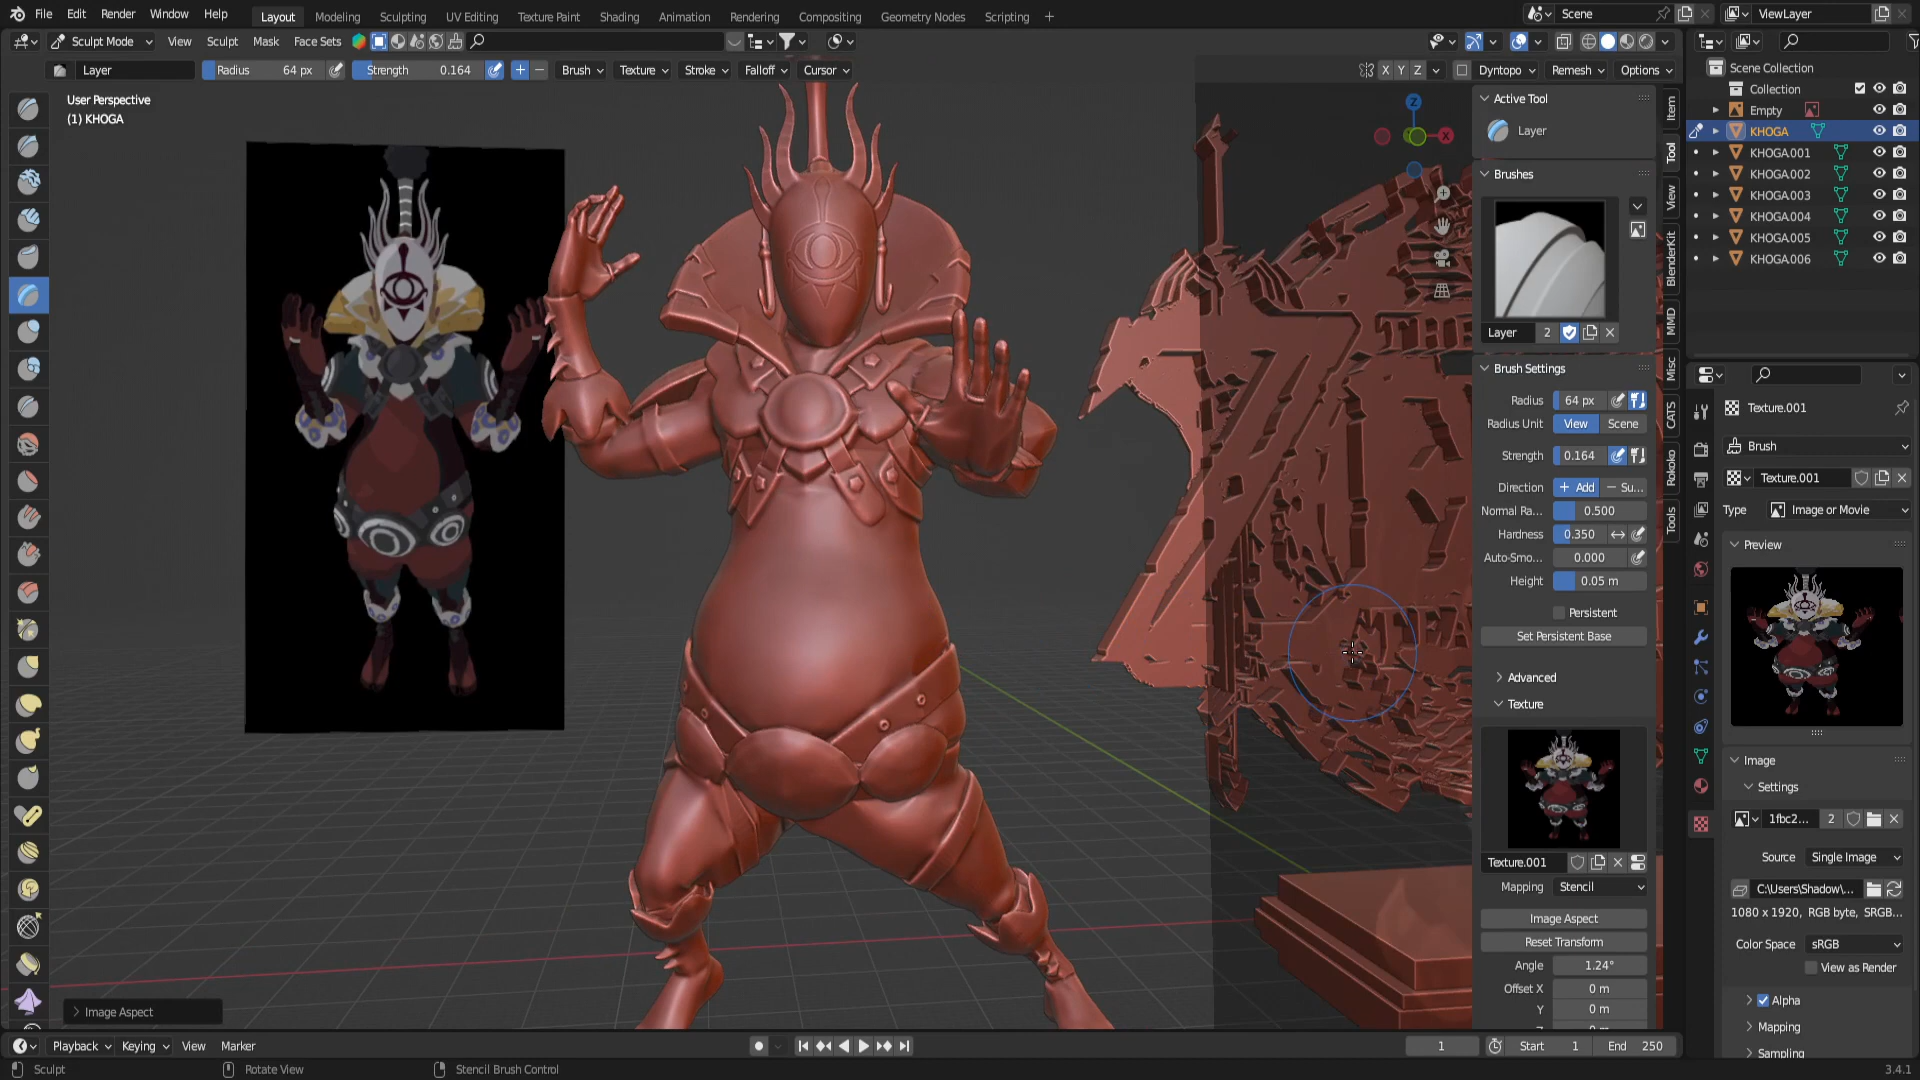 File Edit Render Window Help Layout Modeling Sculpting UV Editing Texture Paint Shading Animation Rendering Compositing Geometry Nodes Scripting + Scene ViewLayer
Sculpt Mode View Sculpt Mask Face Sets
Layer Radius 64 px Strength 0.164 Brush Texture Stroke Falloff Cursor X Y Z Dyntopo Remesh Options
User Perspective
(1) KHOGA
Z
X
THE
Active Tool
Layer
Brushes
Layer 2
Brush Settings
Radius 64 px
Radius Unit View Scene
Strength 0.164
Direction + Add − Su...
Normal Ra... 0.500
Hardness 0.350
Auto-Smo... 0.000
Height 0.05 m
Persistent
Set Persistent Base
Advanced
Texture
Texture.001
Mapping Stencil
Image Aspect
Reset Transform
Angle 1.24°
Offset X 0 m
Y 0 m
Item
Tool
View
BlenderKit
MMD
Misc
CATS
Rokoko
Tools
Scene Collection
Collection
Empty
KHOGA
KHOGA.001
KHOGA.002
KHOGA.003
KHOGA.004
KHOGA.005
KHOGA.006
Texture.001
Brush
Texture.001
Type Image or Movie
Preview
Image
Settings
1fbc2... 2
Source Single Image
C:\Users\Shadow\...
1080 x 1920, RGB byte, SRGB...
Color Space sRGB
View as Render
Alpha
Mapping
Sampling
Image Aspect
Playback Keying View Marker 1 Start 1 End 250
Sculpt Rotate View Stencil Brush Control 3.4.1